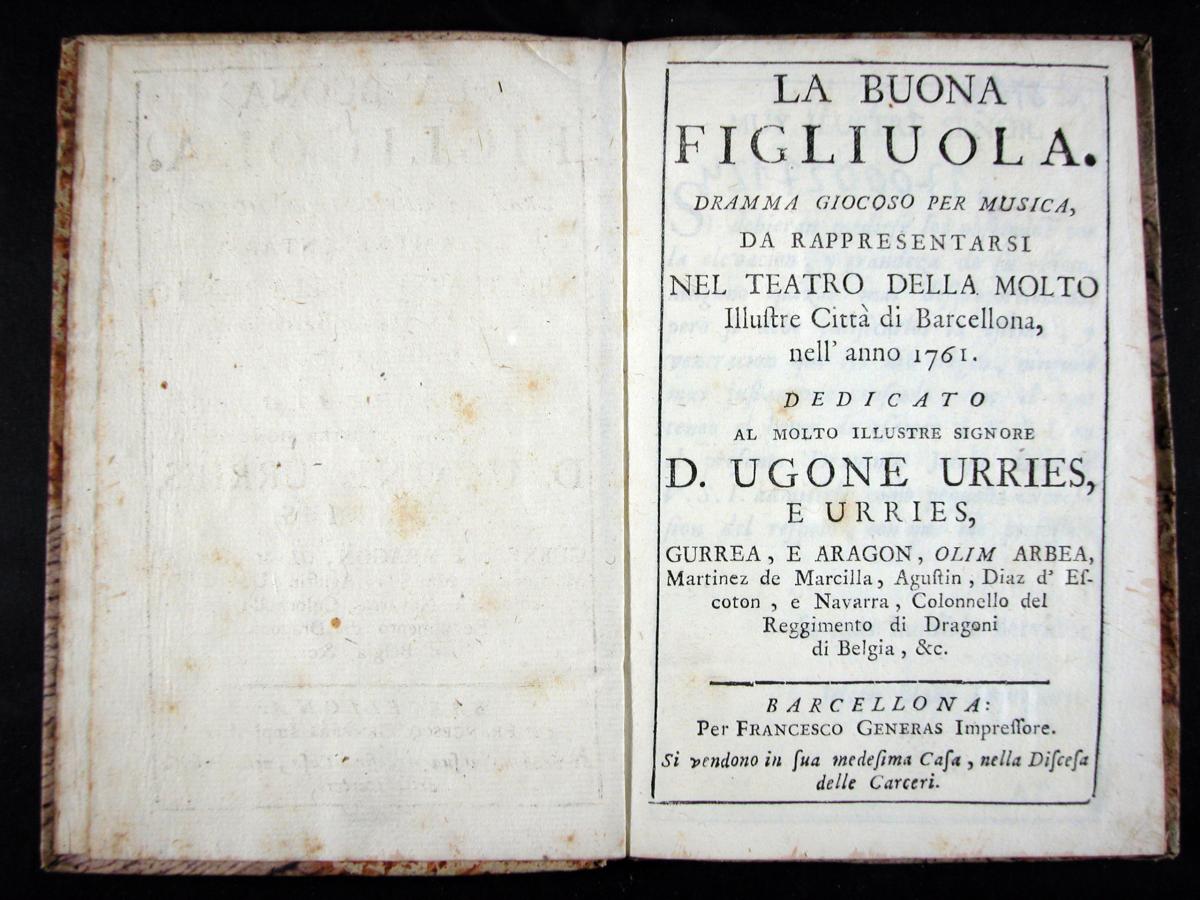 LA BUONA
FIGLIUOLA.
DRAMMA GIOCOSO PER MUSICA,
DA RAPPRESENTARSI
NEL TEATRO DELLA MOLTO
Illuſtre Città di Barcellona,
nell' anno 1761.
DEDICATO
AL MOLTO ILLUSTRE SIGNORE
D. UGONE URRIES,
E URRIES,
GURREA, E ARAGON, OLIM ARBEA,
Martinez de Marcilla, Aguſtin, Diaz d' Eſ-
coton, e Navarra, Colonnello del
Reggimento di Dragoni
di Belgia, &c.
BARCELLONA:
Per FRANCESCO GENERAS Impreſſore.
Si vendono in ſua medeſima Caſa, nella Diſceſa
delle Carceri.